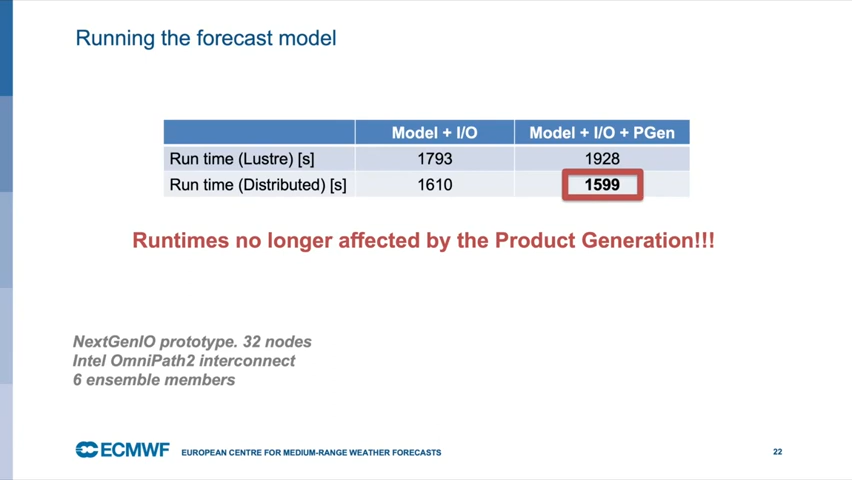 Running the forecast model
Model + I/O Model + I/O + PGen
Run time (Lustre) [s] 1793 1928
Run time (Distributed) [s] 1610 1599
Runtimes no longer affected by the Product Generation!!!
NextGenIO prototype. 32 nodes
Intel OmniPath2 interconnect
6 ensemble members
ECMWF EUROPEAN CENTRE FOR MEDIUM-RANGE WEATHER FORECASTS 22